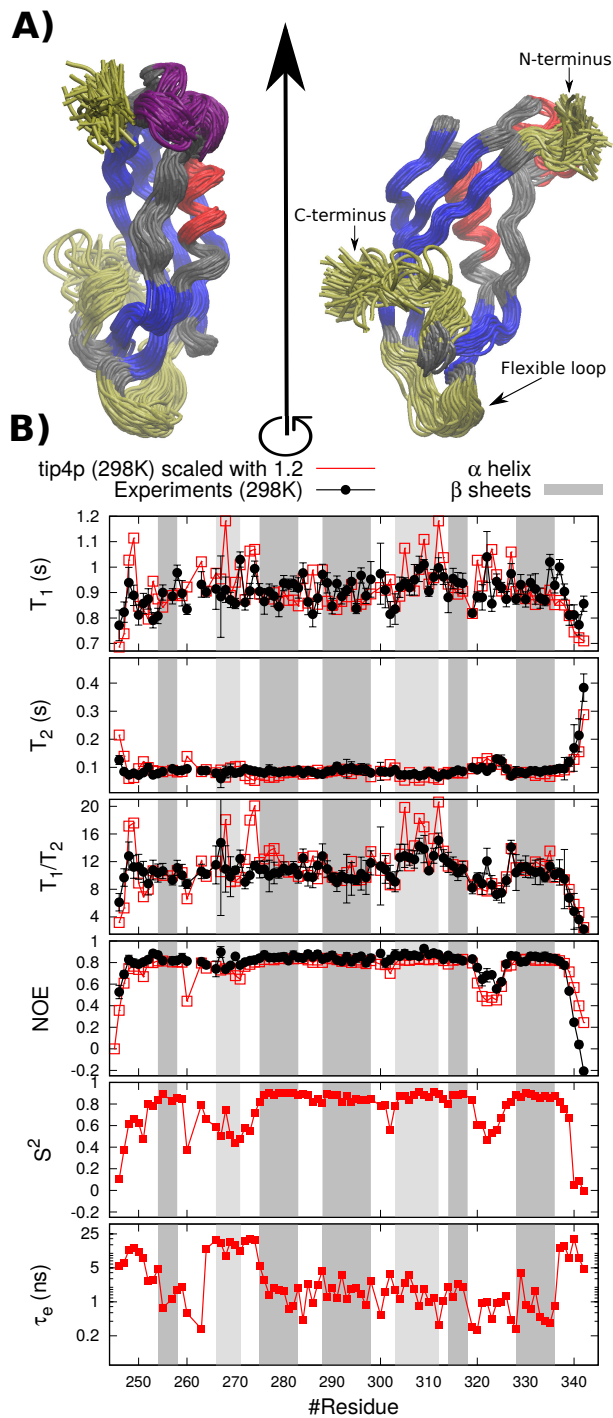 A)
N-terminus
C-terminus
Flexible loop
B)
tip4p (298K) scaled with 1.2
α helix
Experiments (298K)
β sheets
1.2
1.1
1
0.9
0.8
0.7
T1 (s)
0.4
0.3
0.2
0.1
T2 (s)
20
16
12
8
4
T1/T2
1
0.8
0.6
0.4
0.2
0
-0.2
NOE
1
0.8
0.6
0.4
0.2
0
-0.2
S2
25
5
1
0.2
τe (ns)
250 260 270 280 290 300 310 320 330 340
#Residue